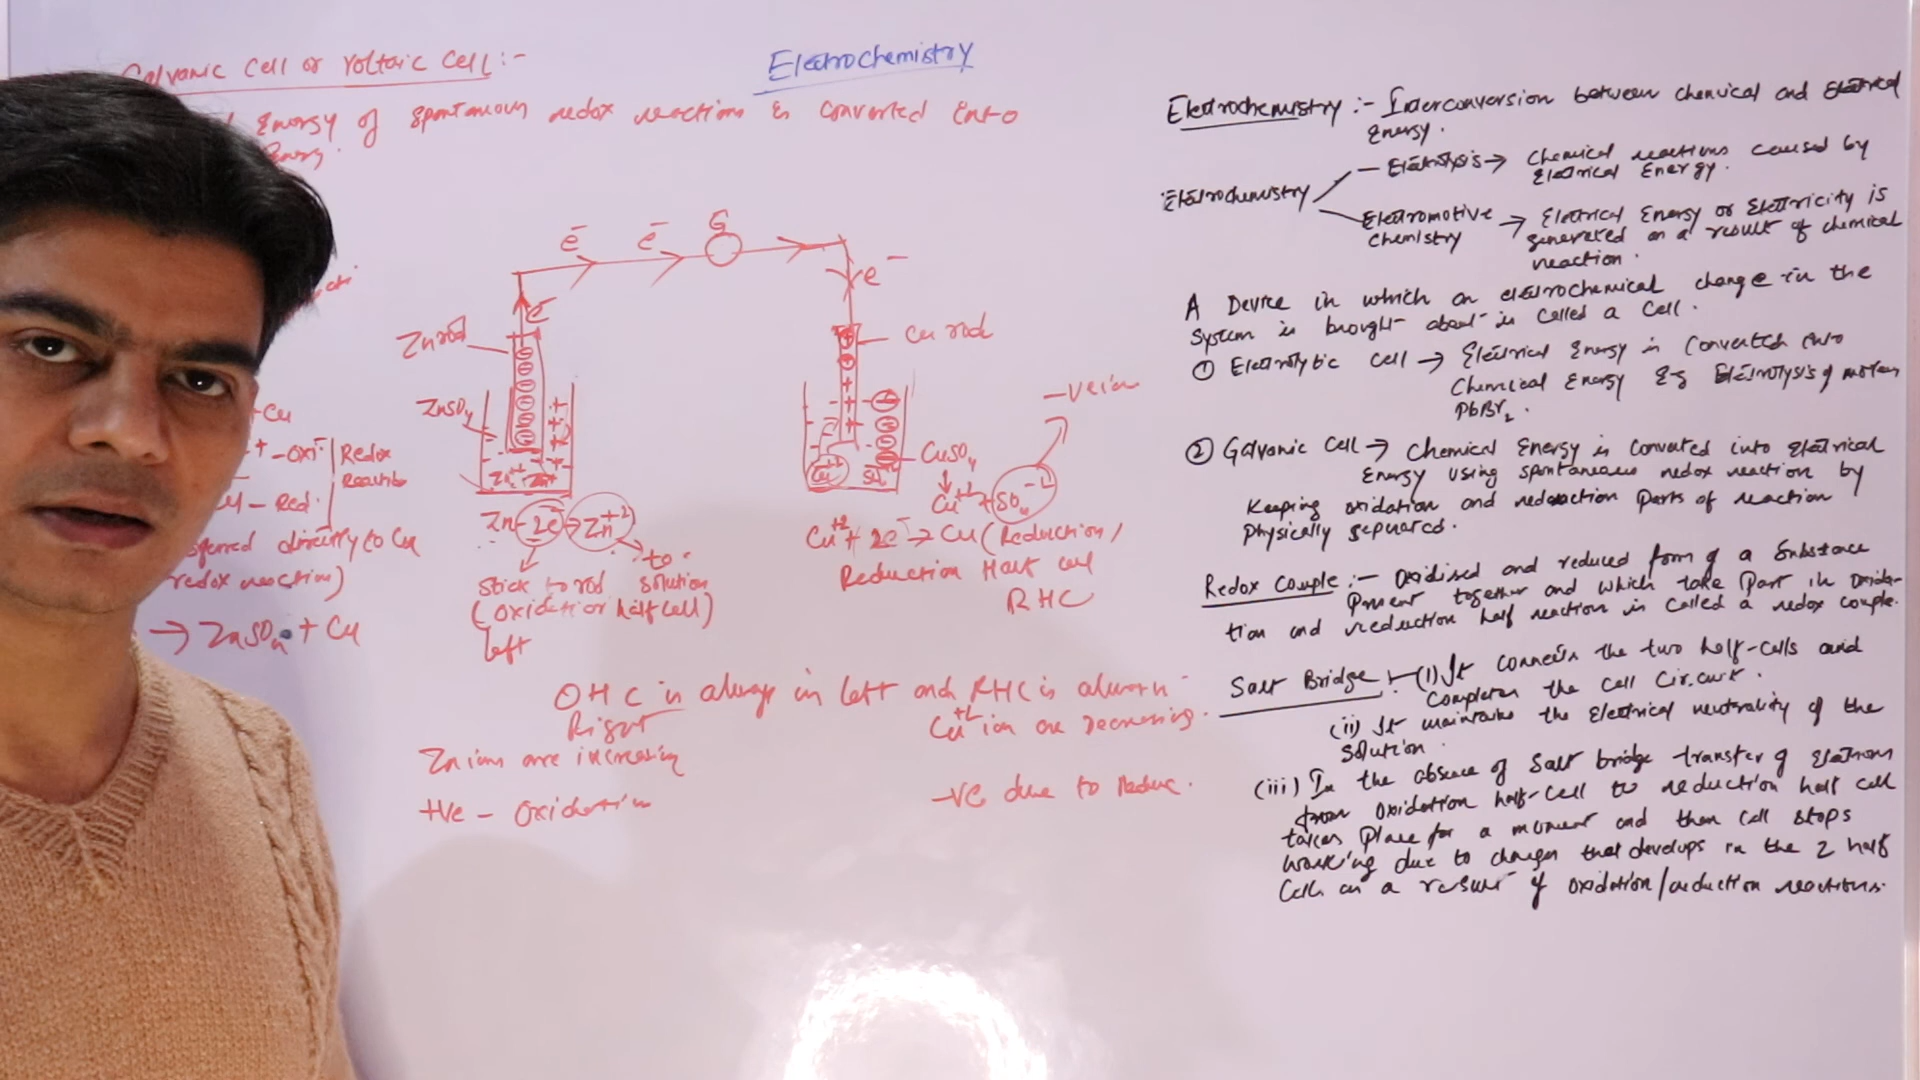 Galvanic Cell or Voltaic Cell :-
Energy of spontaneous redox reactions is converted into
Energy.
Electrochemistry
G
e⁻ e⁻
e⁻
e⁻
Zn rod
Cu rod
ZnSO4
CuSO4
Cu+2 + SO4-2
-ve ion
+Cu
+ - Oxi.
- Red.
Redox
Reaction
directly to Cu
redox reaction)
→ ZnSO4 + Cu
Zn - 2e⁻ → Zn+2
Stick to rod
to solution
(oxidation half cell)
left
Cu+2 + 2e⁻ → Cu (Reduction/
Reduction Half cell
RHC
OHC is always in left and RHC is always
Right
Zn ions are increasing
Cu+2 ion are Decreasing.
+Ve - Oxidation
-Ve due to Reduc.
Electrochemistry :- Interconversion between chemical and Electrical
Energy.
Electrochemistry
- Electrolysis → Chemical reactions caused by
Electrical Energy.
Electromotive → Electrical Energy or Electricity is
chemistry generated as a result of chemical
reaction.
A Device in which an electrochemical change in the
System is brought about is called a Cell.
① Electrolytic Cell → Electrical Energy is Converted into
Chemical Energy Eg Electrolysis of molten
PbBr2.
② Galvanic Cell → Chemical Energy is Converted into Electrical
Energy using spontaneous redox reaction by
Keeping oxidation and reduction Parts of reaction
Physically separated.
Redox Couple :- Oxidised and reduced form of a Substance
Present together and which take Part in Oxida-
tion and reduction half reaction is Called a redox couple.
Salt Bridge :- (i) It connects the two half-cells and
Completes the cell Circuit.
(ii) It maintains the Electrical neutrality of the
Solution.
(iii) In the absence of Salt bridge transfer of Electrons
from Oxidation half-cell to reduction half cell
takes Place for a moment and then Cell stops
working due to charges that develops in the 2 half
Cells as a result of oxidation/reduction reactions.